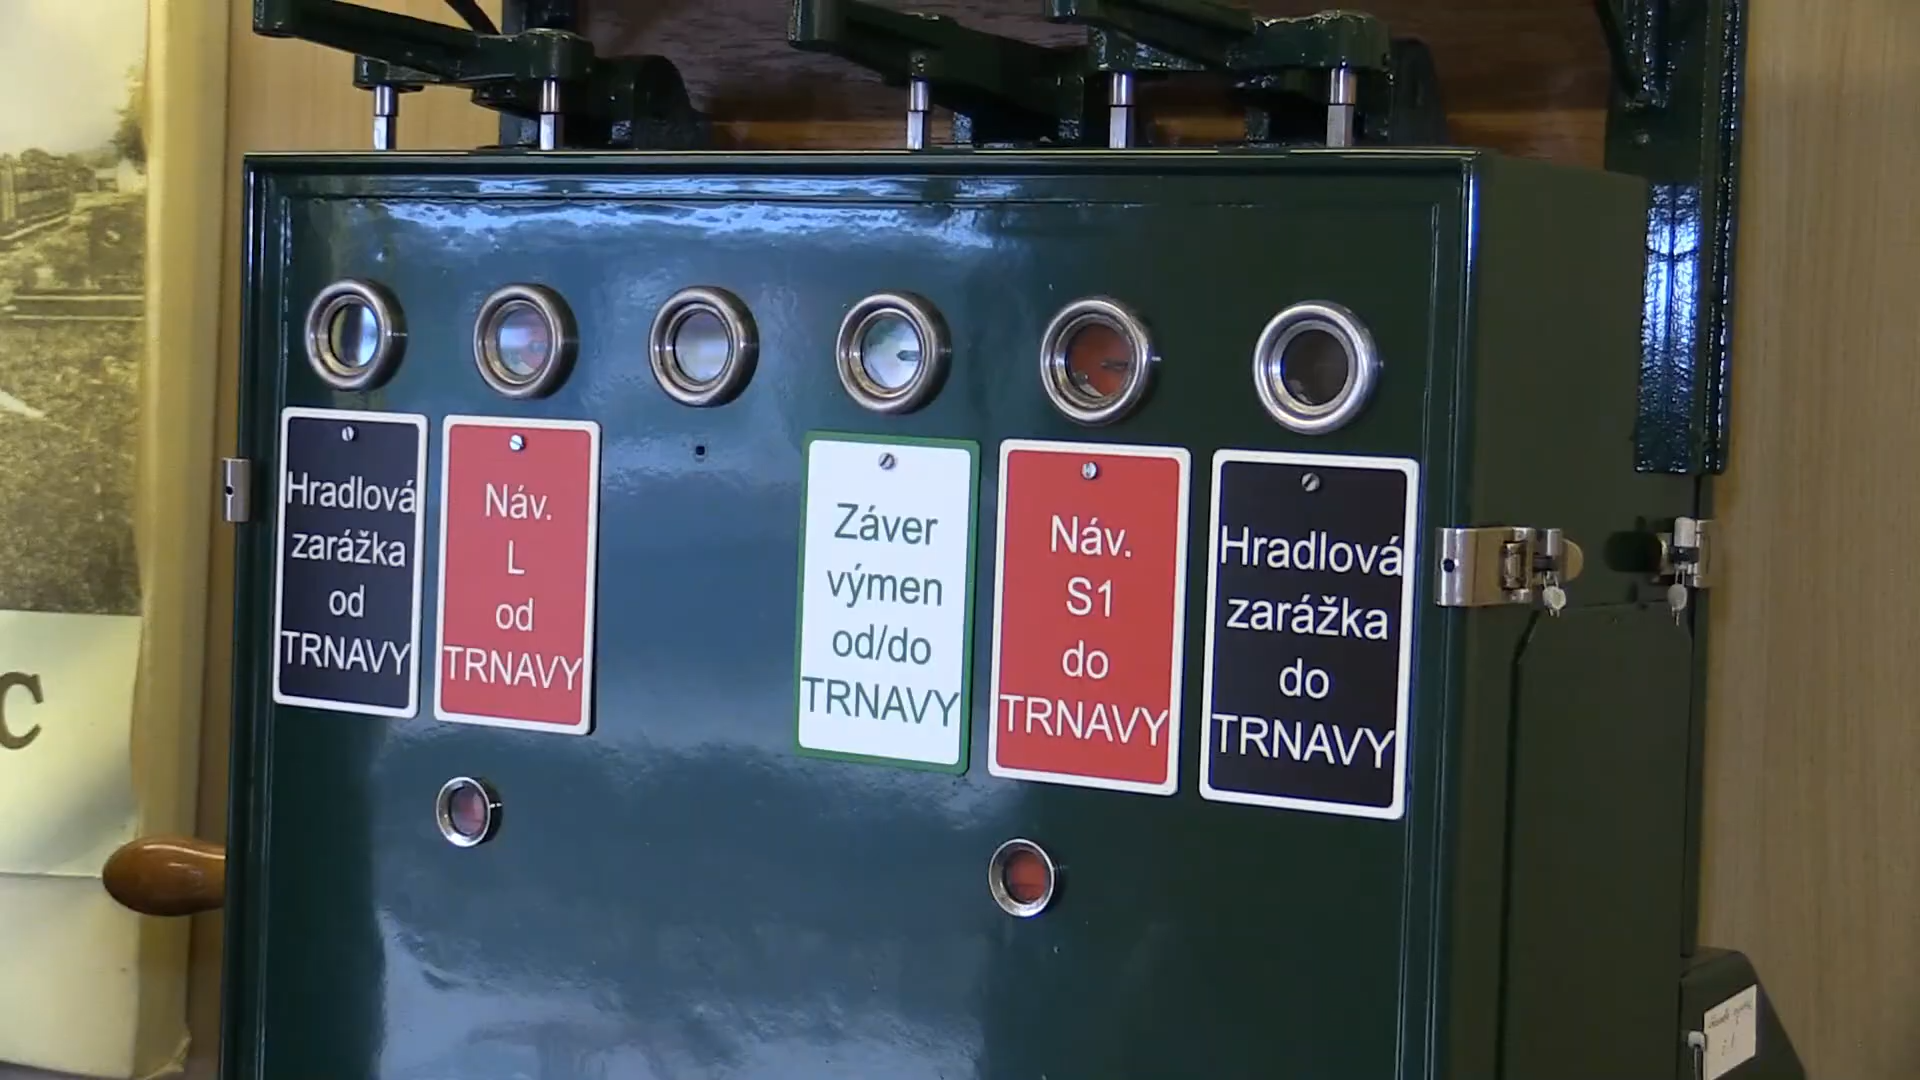 Hradlová
zarážka
od
TRNAVY
Náv.
L
od
TRNAVY
Záver
výmen
od/do
TRNAVY
Náv.
S1
do
TRNAVY
Hradlová
zarážka
do
TRNAVY
C